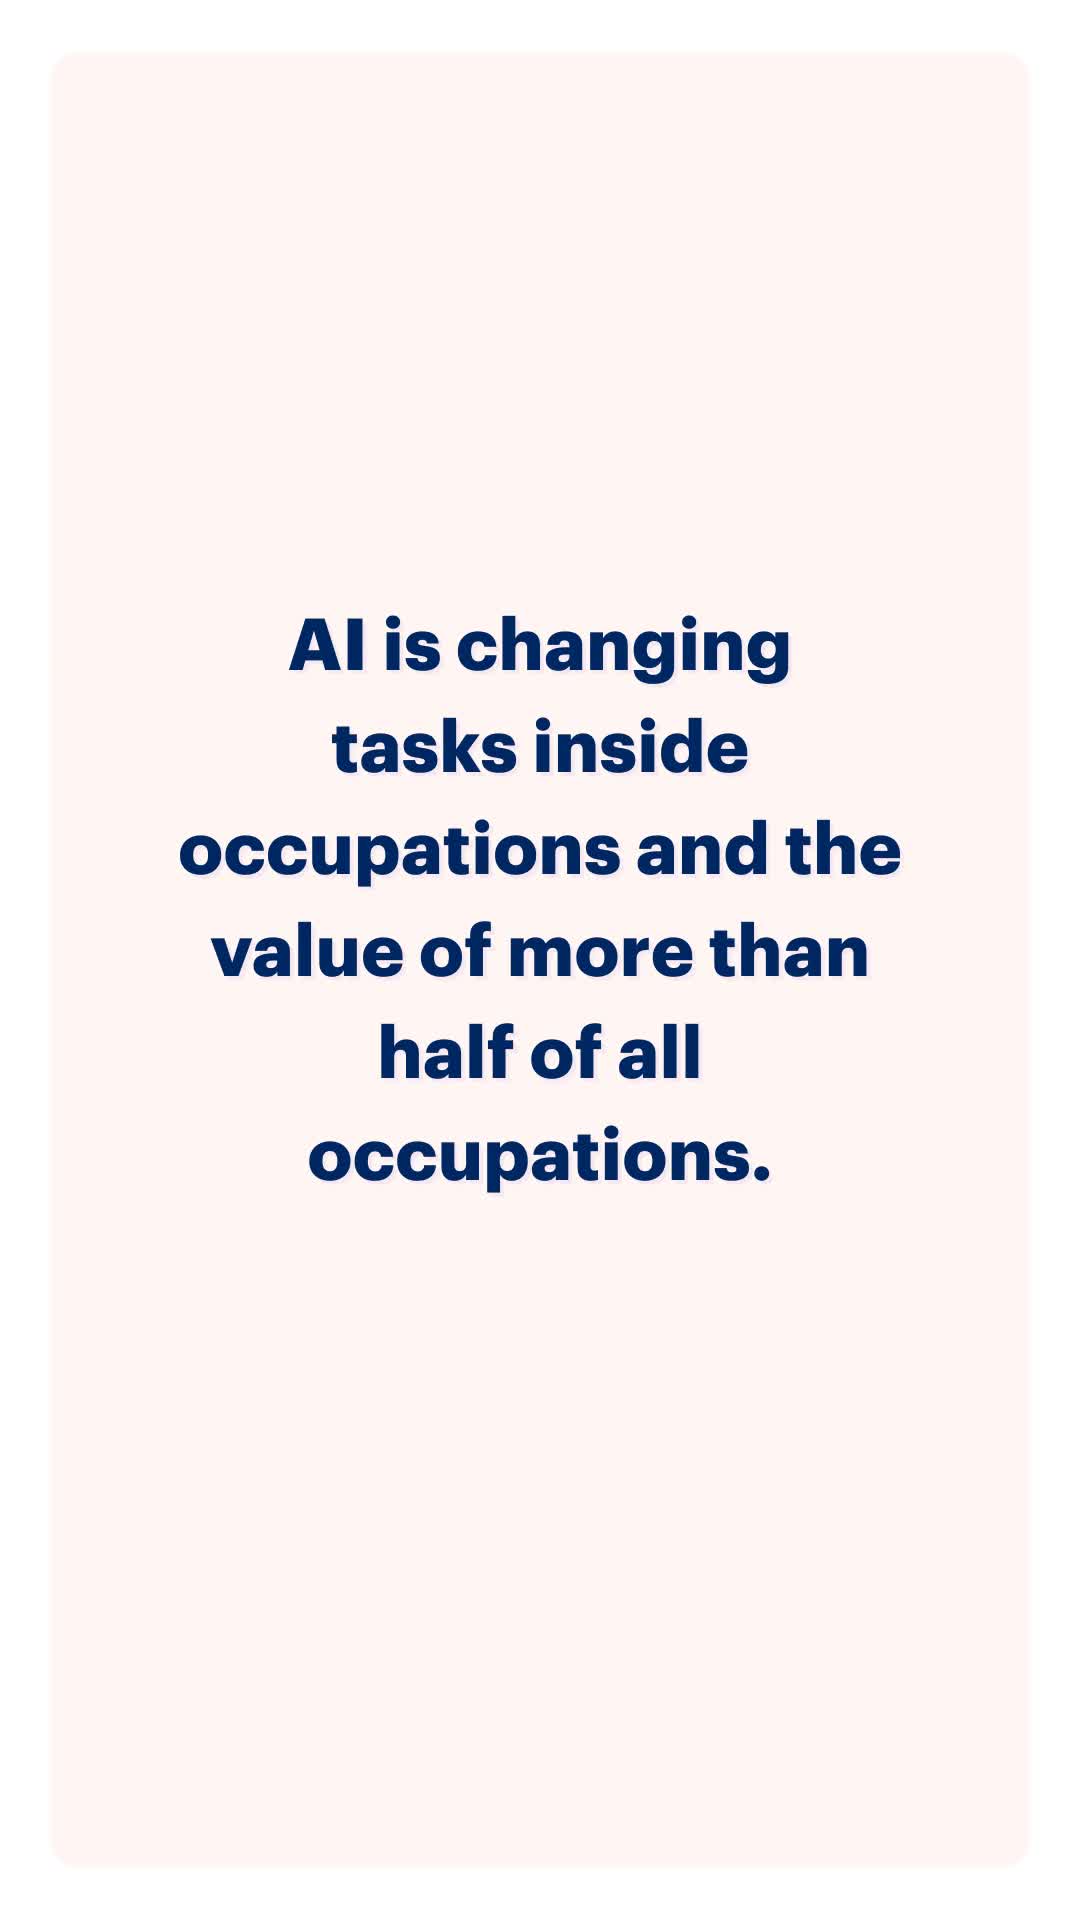 AI is changing
tasks inside
occupations and the
value of more than
half of all
occupations.